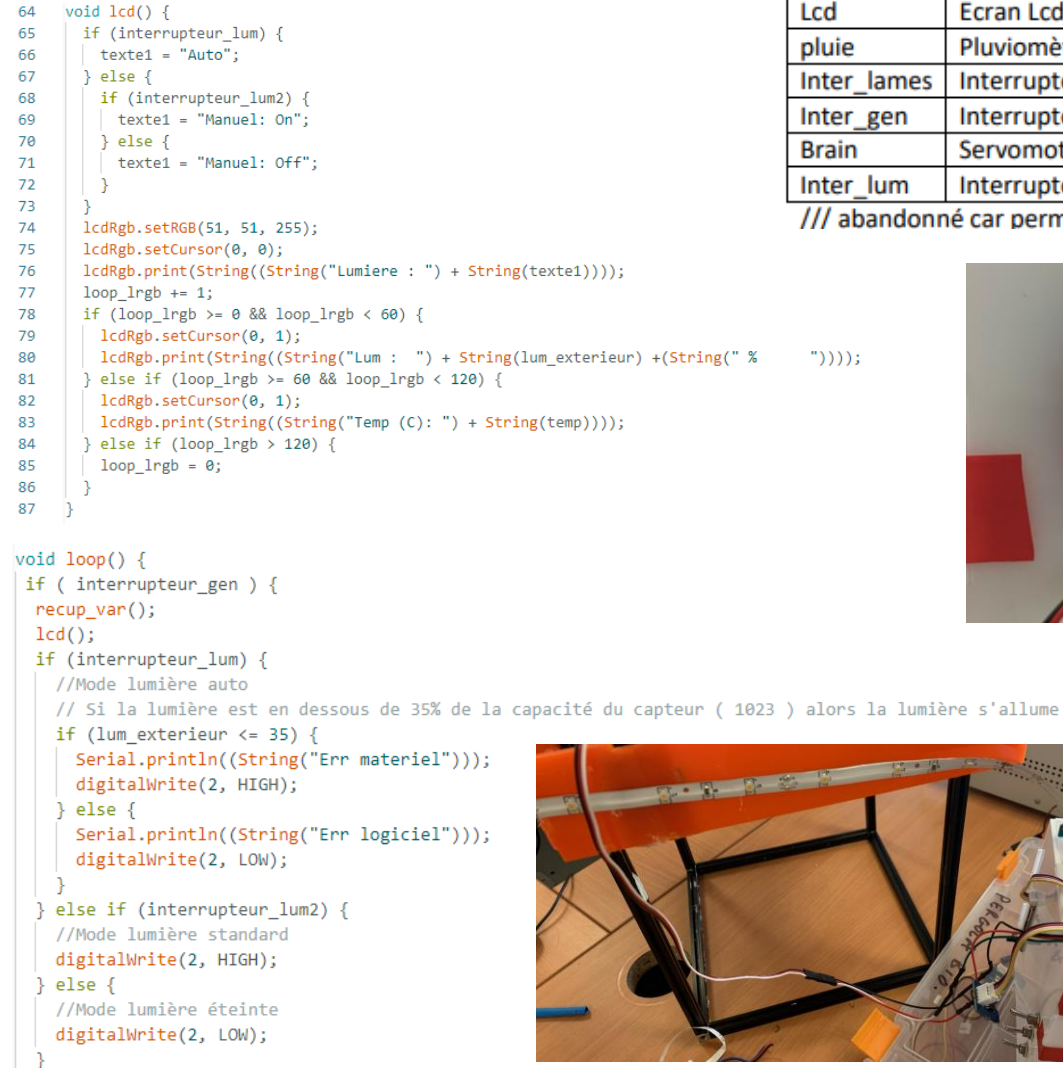 64 void lcd() {
65 if (interrupteur_lum) {
66 texte1 = "Auto";
67 } else {
68 if (interrupteur_lum2) {
69 texte1 = "Manuel: On";
70 } else {
71 texte1 = "Manuel: Off";
72 }
73 }
74 lcdRgb.setRGB(51, 51, 255);
75 lcdRgb.setCursor(0, 0);
76 lcdRgb.print(String((String("Lumiere : ") + String(texte1))));
77 loop_lrgb += 1;
78 if (loop_lrgb >= 0 && loop_lrgb < 60) {
79 lcdRgb.setCursor(0, 1);
80 lcdRgb.print(String((String("Lum :  ") + String(lum_exterieur) +(String(" %      "))));
81 } else if (loop_lrgb >= 60 && loop_lrgb < 120) {
82 lcdRgb.setCursor(0, 1);
83 lcdRgb.print(String((String("Temp (C): ") + String(temp))));
84 } else if (loop_lrgb > 120) {
85 loop_lrgb = 0;
86 }
87 }
Lcd Ecran Lcd
pluie Pluviomè
Inter_lames Interrupt
Inter_gen Interrupt
Brain Servomot
Inter_lum Interrupt
/// abandonné car perm
void loop() {
if ( interrupteur_gen ) {
recup_var();
lcd();
if (interrupteur_lum) {
//Mode lumière auto
// Si la lumière est en dessous de 35% de la capacité du capteur ( 1023 ) alors la lumière s'allume
if (lum_exterieur <= 35) {
Serial.println((String("Err materiel")));
digitalWrite(2, HIGH);
} else {
Serial.println((String("Err logiciel")));
digitalWrite(2, LOW);
}
} else if (interrupteur_lum2) {
//Mode lumière standard
digitalWrite(2, HIGH);
} else {
//Mode lumière éteinte
digitalWrite(2, LOW);
}
PERGOLA BIO.